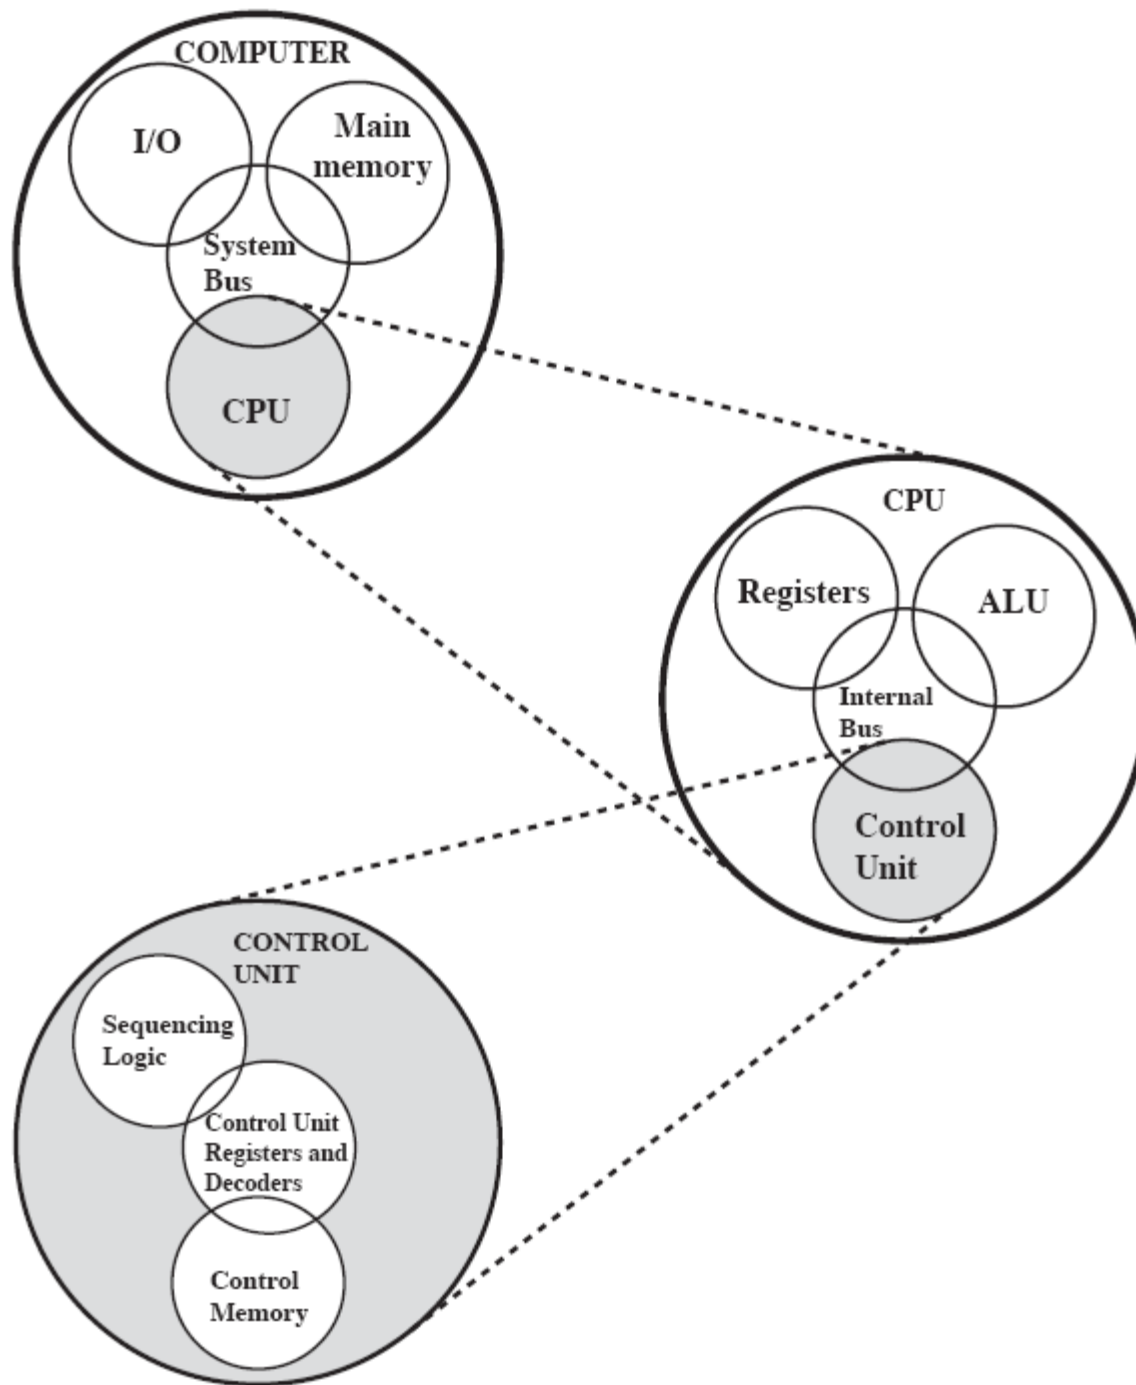 COMPUTER
I/O
Main
memory
System
Bus
CPU
CPU
Registers
ALU
Internal
Bus
Control
Unit
CONTROL
UNIT
Sequencing
Logic
Control Unit
Registers and
Decoders
Control
Memory